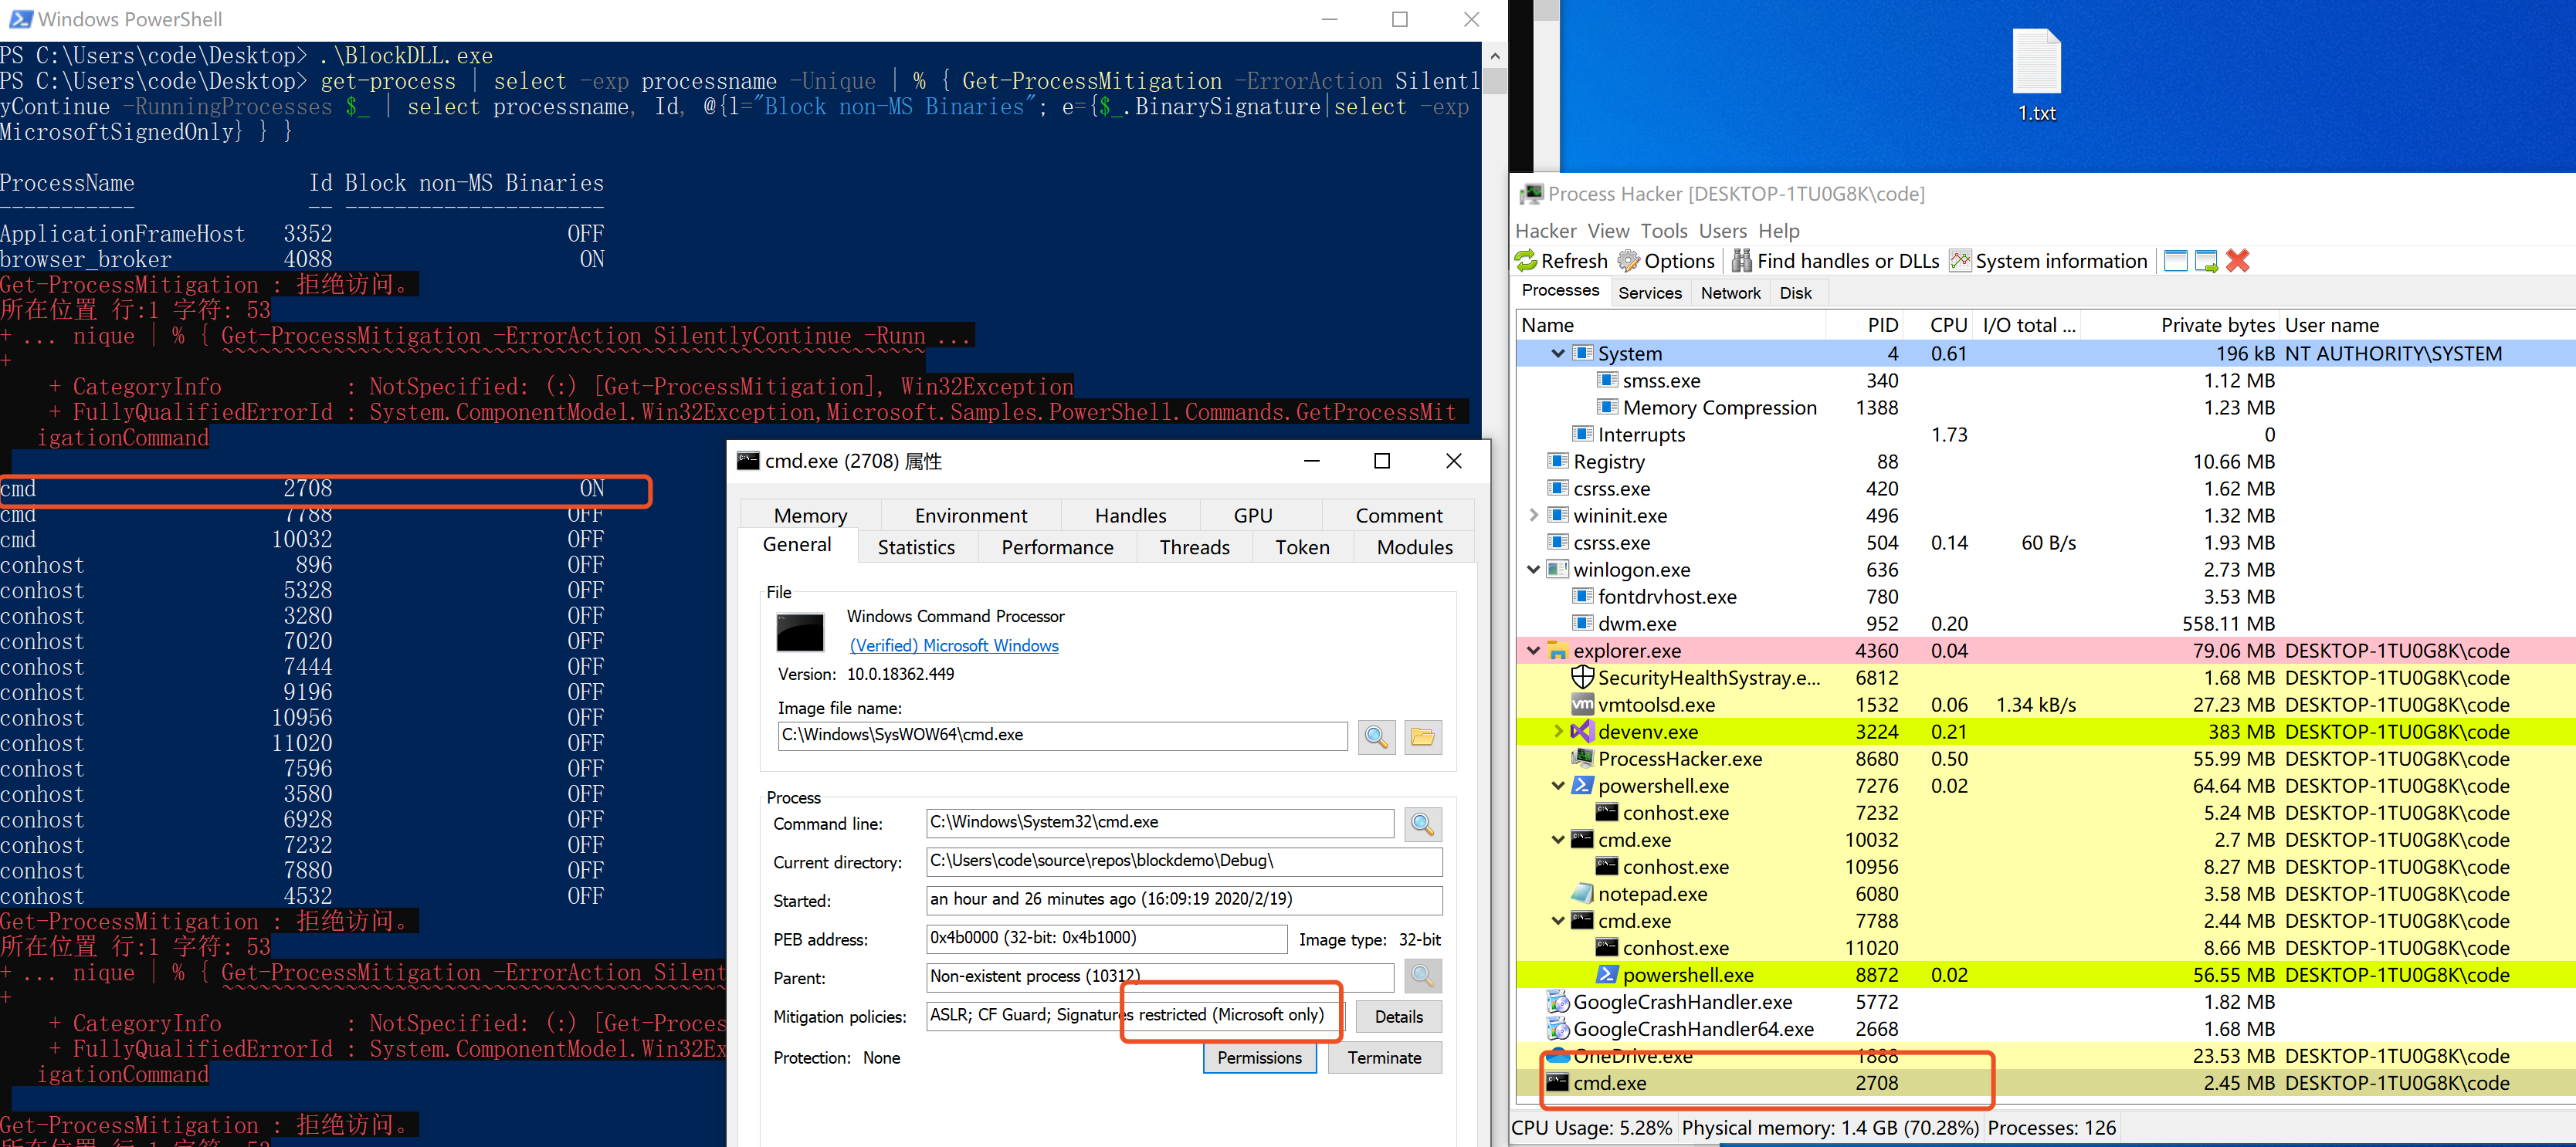 Windows PowerShell
PS C:\Users\code\Desktop> .\BlockDLL.exe
PS C:\Users\code\Desktop> get-process | select -exp processname -Unique | % { Get-ProcessMitigation -ErrorAction Silentl
yContinue -RunningProcesses $_ | select processname, Id, @{l="Block non-MS Binaries"; e={$_.BinarySignature|select -exp
MicrosoftSignedOnly} } }
ProcessName Id Block non-MS Binaries
----------- -- ---------------------
ApplicationFrameHost 3352 OFF
browser_broker 4088 ON
Get-ProcessMitigation : 拒绝访问。
所在位置 行:1 字符: 53
+ ... nique | % { Get-ProcessMitigation -ErrorAction SilentlyContinue -Runn ...
+ ~~~~~~~~~~~~~~~~~~~~~~~~~~~~~~~~~~~~~~~~~~~~~~~~~~~~~~~~~
+ CategoryInfo : NotSpecified: (:) [Get-ProcessMitigation], Win32Exception
+ FullyQualifiedErrorId : System.ComponentModel.Win32Exception,Microsoft.Samples.PowerShell.Commands.GetProcessMit
igationCommand
cmd 2708 ON
cmd 7788 OFF
cmd 10032 OFF
conhost 896 OFF
conhost 5328 OFF
conhost 3280 OFF
conhost 7020 OFF
conhost 7444 OFF
conhost 9196 OFF
conhost 10956 OFF
conhost 11020 OFF
conhost 7596 OFF
conhost 3580 OFF
conhost 6928 OFF
conhost 7232 OFF
conhost 7880 OFF
conhost 4532 OFF
Get-ProcessMitigation : 拒绝访问。
所在位置 行:1 字符: 53
+ ... nique | % { Get-ProcessMitigation -ErrorAction Silent
+ ~~~~~~~~~~~~~~~~~~~~~~~~~~~~~~~~~~~~~~~~~
+ CategoryInfo : NotSpecified: (:) [Get-Proces
+ FullyQualifiedErrorId : System.ComponentModel.Win32Ex
igationCommand
Get-ProcessMitigation : 拒绝访问。
所在位置 行:1 字符: 53
cmd.exe (2708) 属性
Memory Environment Handles GPU Comment
General Statistics Performance Threads Token Modules
File
Windows Command Processor
(Verified) Microsoft Windows
Version: 10.0.18362.449
Image file name:
C:\Windows\SysWOW64\cmd.exe
Process
Command line: C:\Windows\System32\cmd.exe
Current directory: C:\Users\code\source\repos\blockdemo\Debug\
Started: an hour and 26 minutes ago (16:09:19 2020/2/19)
PEB address: 0x4b0000 (32-bit: 0x4b1000) Image type: 32-bit
Parent: Non-existent process (10312)
Mitigation policies: ASLR; CF Guard; Signatures restricted (Microsoft only) Details
Protection: None Permissions Terminate
1.txt
Process Hacker [DESKTOP-1TU0G8K\code]
Hacker View Tools Users Help
Refresh Options Find handles or DLLs System information
Processes Services Network Disk
Name PID CPU I/O total ... Private bytes User name
System 4 0.61 196 kB NT AUTHORITY\SYSTEM
smss.exe 340 1.12 MB
Memory Compression 1388 1.23 MB
Interrupts 1.73 0
Registry 88 10.66 MB
csrss.exe 420 1.62 MB
wininit.exe 496 1.32 MB
csrss.exe 504 0.14 60 B/s 1.93 MB
winlogon.exe 636 2.73 MB
fontdrvhost.exe 780 3.53 MB
dwm.exe 952 0.20 558.11 MB
explorer.exe 4360 0.04 79.06 MB DESKTOP-1TU0G8K\code
SecurityHealthSystray.e... 6812 1.68 MB DESKTOP-1TU0G8K\code
vm vmtoolsd.exe 1532 0.06 1.34 kB/s 27.23 MB DESKTOP-1TU0G8K\code
devenv.exe 3224 0.21 383 MB DESKTOP-1TU0G8K\code
ProcessHacker.exe 8680 0.50 55.99 MB DESKTOP-1TU0G8K\code
powershell.exe 7276 0.02 64.64 MB DESKTOP-1TU0G8K\code
conhost.exe 7232 5.24 MB DESKTOP-1TU0G8K\code
cmd.exe 10032 2.7 MB DESKTOP-1TU0G8K\code
conhost.exe 10956 8.27 MB DESKTOP-1TU0G8K\code
notepad.exe 6080 3.58 MB DESKTOP-1TU0G8K\code
cmd.exe 7788 2.44 MB DESKTOP-1TU0G8K\code
conhost.exe 11020 8.66 MB DESKTOP-1TU0G8K\code
powershell.exe 8872 0.02 56.55 MB DESKTOP-1TU0G8K\code
GoogleCrashHandler.exe 5772 1.82 MB
GoogleCrashHandler64.exe 2668 1.68 MB
OneDrive.exe 1888 23.53 MB DESKTOP-1TU0G8K\code
cmd.exe 2708 2.45 MB DESKTOP-1TU0G8K\code
CPU Usage: 5.28% Physical memory: 1.4 GB (70.28%) Processes: 126